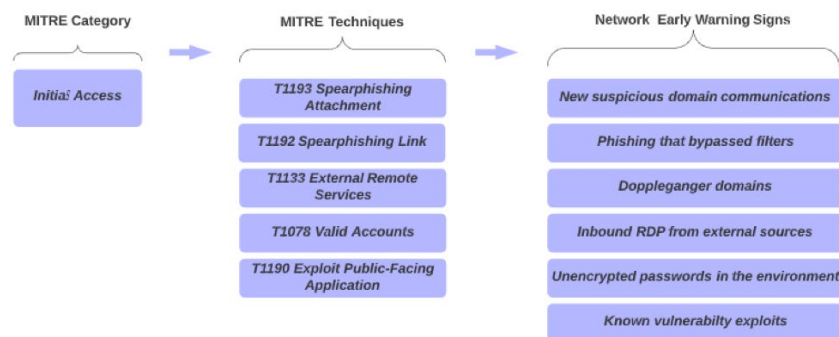 MITRE Category
MITRE Techniques
Network Early Warning Signs
Initial Access
T1193 Spearphishing
Attachment
T1192 Spearphishing Link
T1133 External Remote
Services
T1078 Valid Accounts
T1190 Exploit Public-Facing
Application
New suspicious domain communications
Phishing that bypassed filters
Doppleganger domains
Inbound RDP from external sources
Unencrypted passwords in the environment
Known vulnerabilty exploits